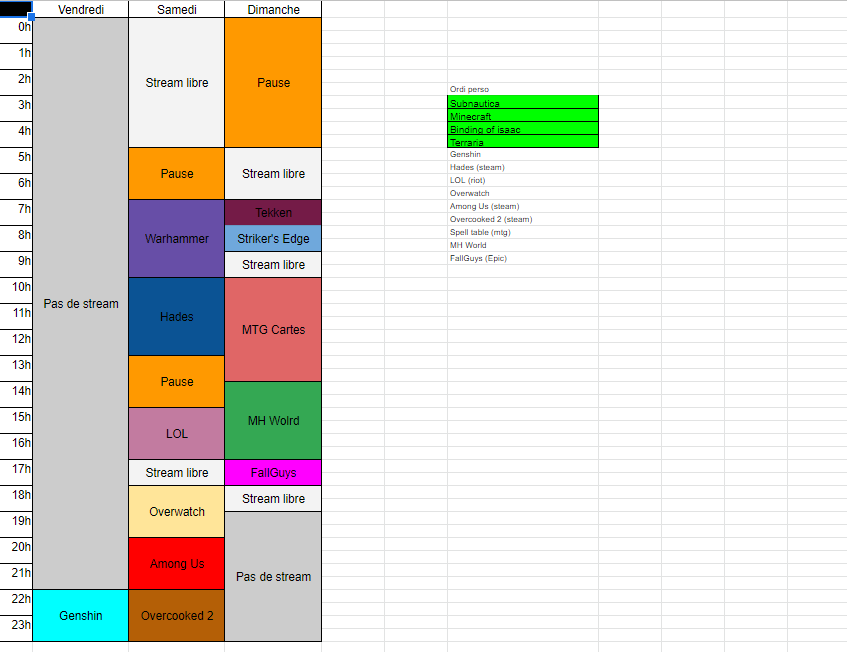 Vendredi Samedi Dimanche
0h
1h
2h
Stream libre Pause
Ordi perso
3h
Subnautica
Minecraft
4h
Binding of isaac
Terraria
5h
Genshin
Pause Stream libre
Hades (steam)
6h
LOL (riot)
Overwatch
7h
Among Us (steam)
Tekken
Overcooked 2 (steam)
8h
Spell table (mtg)
Warhammer Striker's Edge
MH World
9h
FallGuys (Epic)
Stream libre
10h
Pas de stream
11h
Hades
MTG Cartes
12h
13h
Pause
14h
15h
MH Wolrd
LOL
16h
17h
Stream libre FallGuys
18h
Stream libre
Overwatch
19h
20h
Among Us
21h
Pas de stream
22h
Genshin Overcooked 2
23h